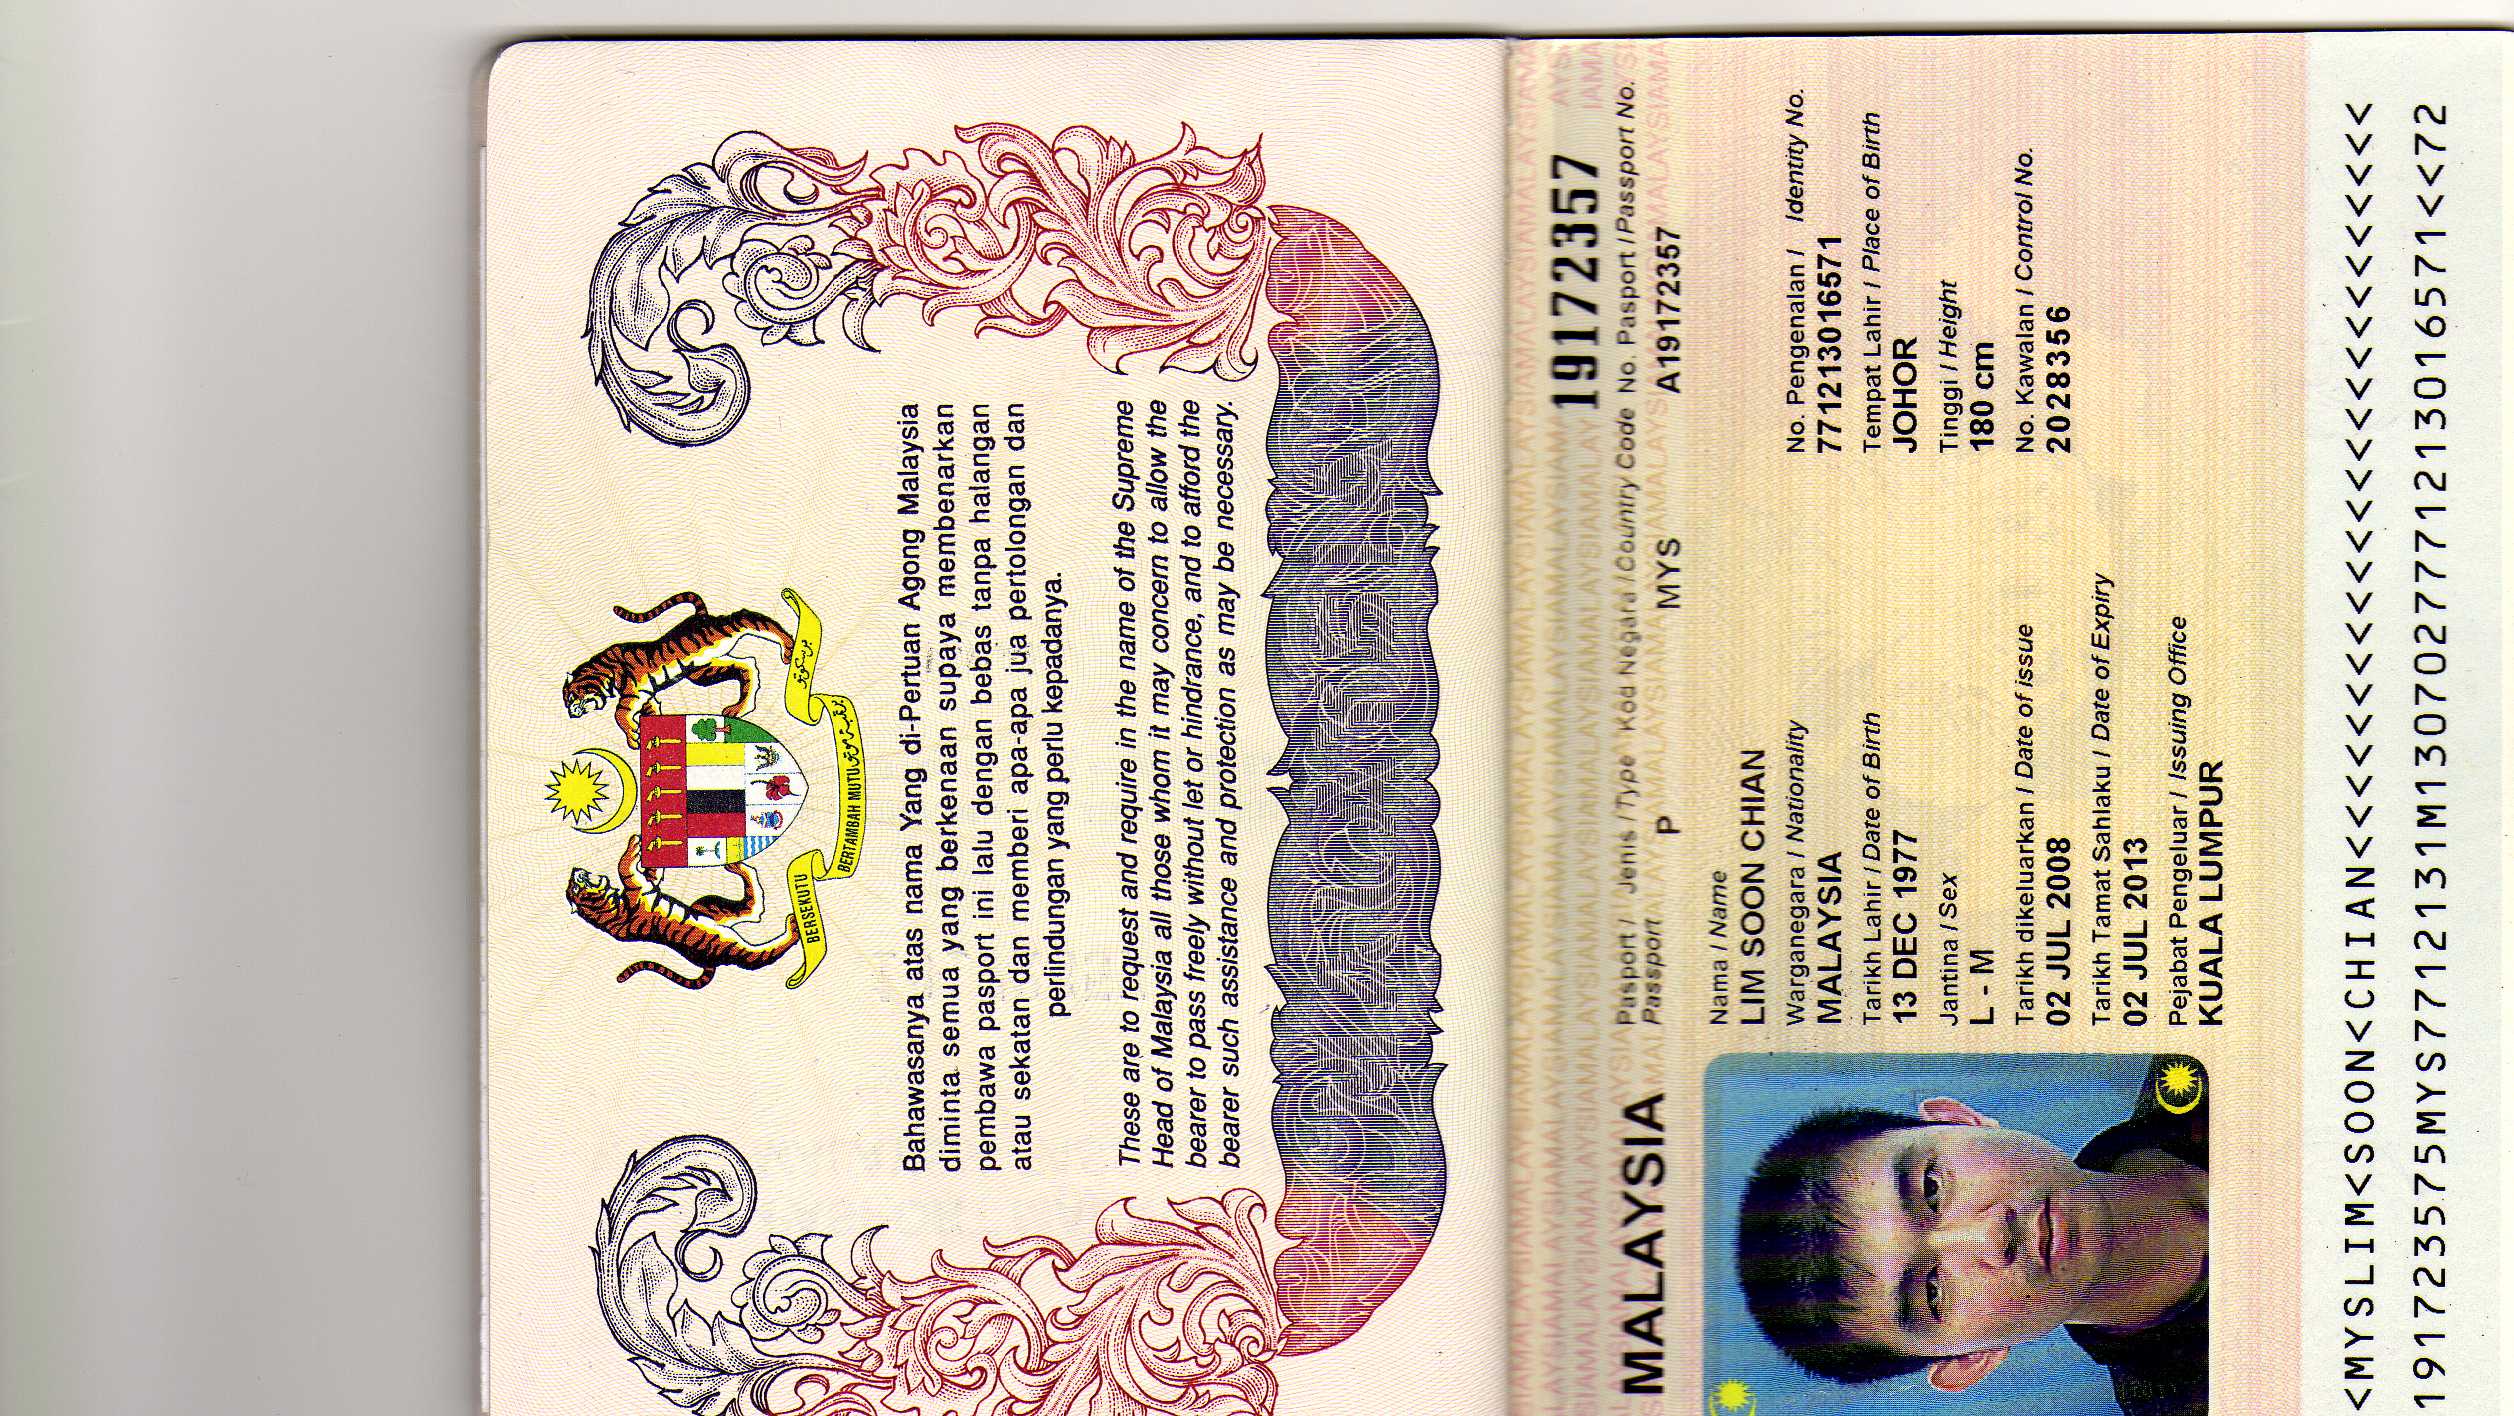 BERSEKUTU
BERTAMBAH MUTU
Bahawasanya atas nama Yang di-Pertuan Agong Malaysia
diminta semua yang berkenaan supaya membenarkan
pembawa pasport ini lalu dengan bebas tanpa halangan
atau sekatan dan memberi apa-apa jua pertolongan dan
perlindungan yang perlu kepadanya.
These are to request and require in the name of the Supreme
Head of Malaysia all those whom it may concern to allow the
bearer to pass freely without let or hindrance, and to afford the
bearer such assistance and protection as may be necessary.
MALAYSIA
19172357
MALAYSIA
Pasport / Jenis / Type Kod Negara / Country Code No. Pasport / Passport No.
Passport P MYS A19172357
Nama / Name
LIM SOON CHIAN
Warganegara / Nationality No. Pengenalan / Identity No.
MALAYSIA 771213016571
Tarikh Lahir / Date of Birth Tempat Lahir / Place of Birth
13 DEC 1977 JOHOR
Jantina / Sex Tinggi / Height
L - M 180 cm
Tarikh dikeluarkan / Date of issue No. Kawalan / Control No.
02 JUL 2008 2028356
Tarikh Tamat Sahlaku / Date of Expiry
02 JUL 2013
Pejabat Pengeluar / Issuing Office
KUALA LUMPUR
<MYSLIM<SOON<CHIAN<<<<<<<<<<<<<<<<<<<<<<<<<
191723575MYS7712131M1307027771213016571<<72